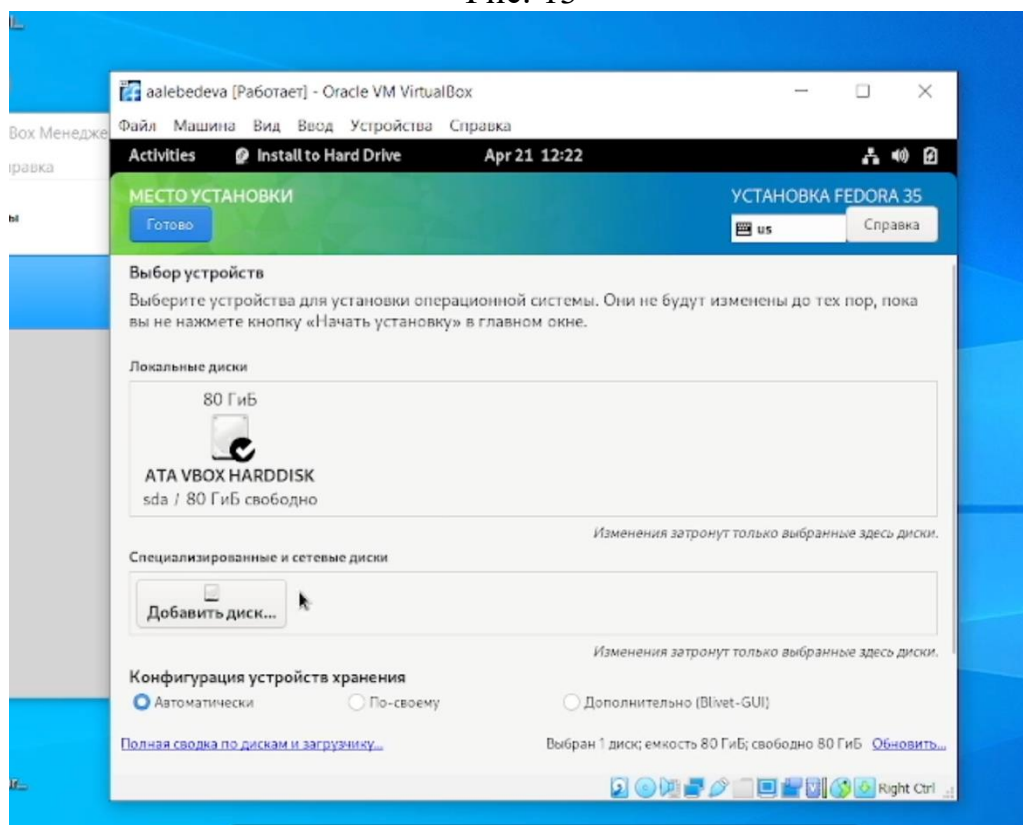 Рис. 13
aalebedeva [Работает] - Oracle VM VirtualBox
Файл Машина Вид Ввод Устройства Справка
Activities Install to Hard Drive Apr 21 12:22
МЕСТО УСТАНОВКИ
УСТАНОВКА FEDORA 35
Готово
us
Справка
Выбор устройств
Выберите устройства для установки операционной системы. Они не будут изменены до тех пор, пока
вы не нажмете кнопку «Начать установку» в главном окне.
Локальные диски
80 ГиБ
ATA VBOX HARDDISK
sda / 80 ГиБ свободно
Изменения затронут только выбранные здесь диски.
Специализированные и сетевые диски
Добавить диск...
Изменения затронут только выбранные здесь диски.
Конфигурация устройств хранения
Автоматически По-своему Дополнительно (Blivet-GUI)
Полная сводка по дискам и загрузчику...
Выбран 1 диск; емкость 80 ГиБ; свободно 80 ГиБ Обновить...
Right Ctrl